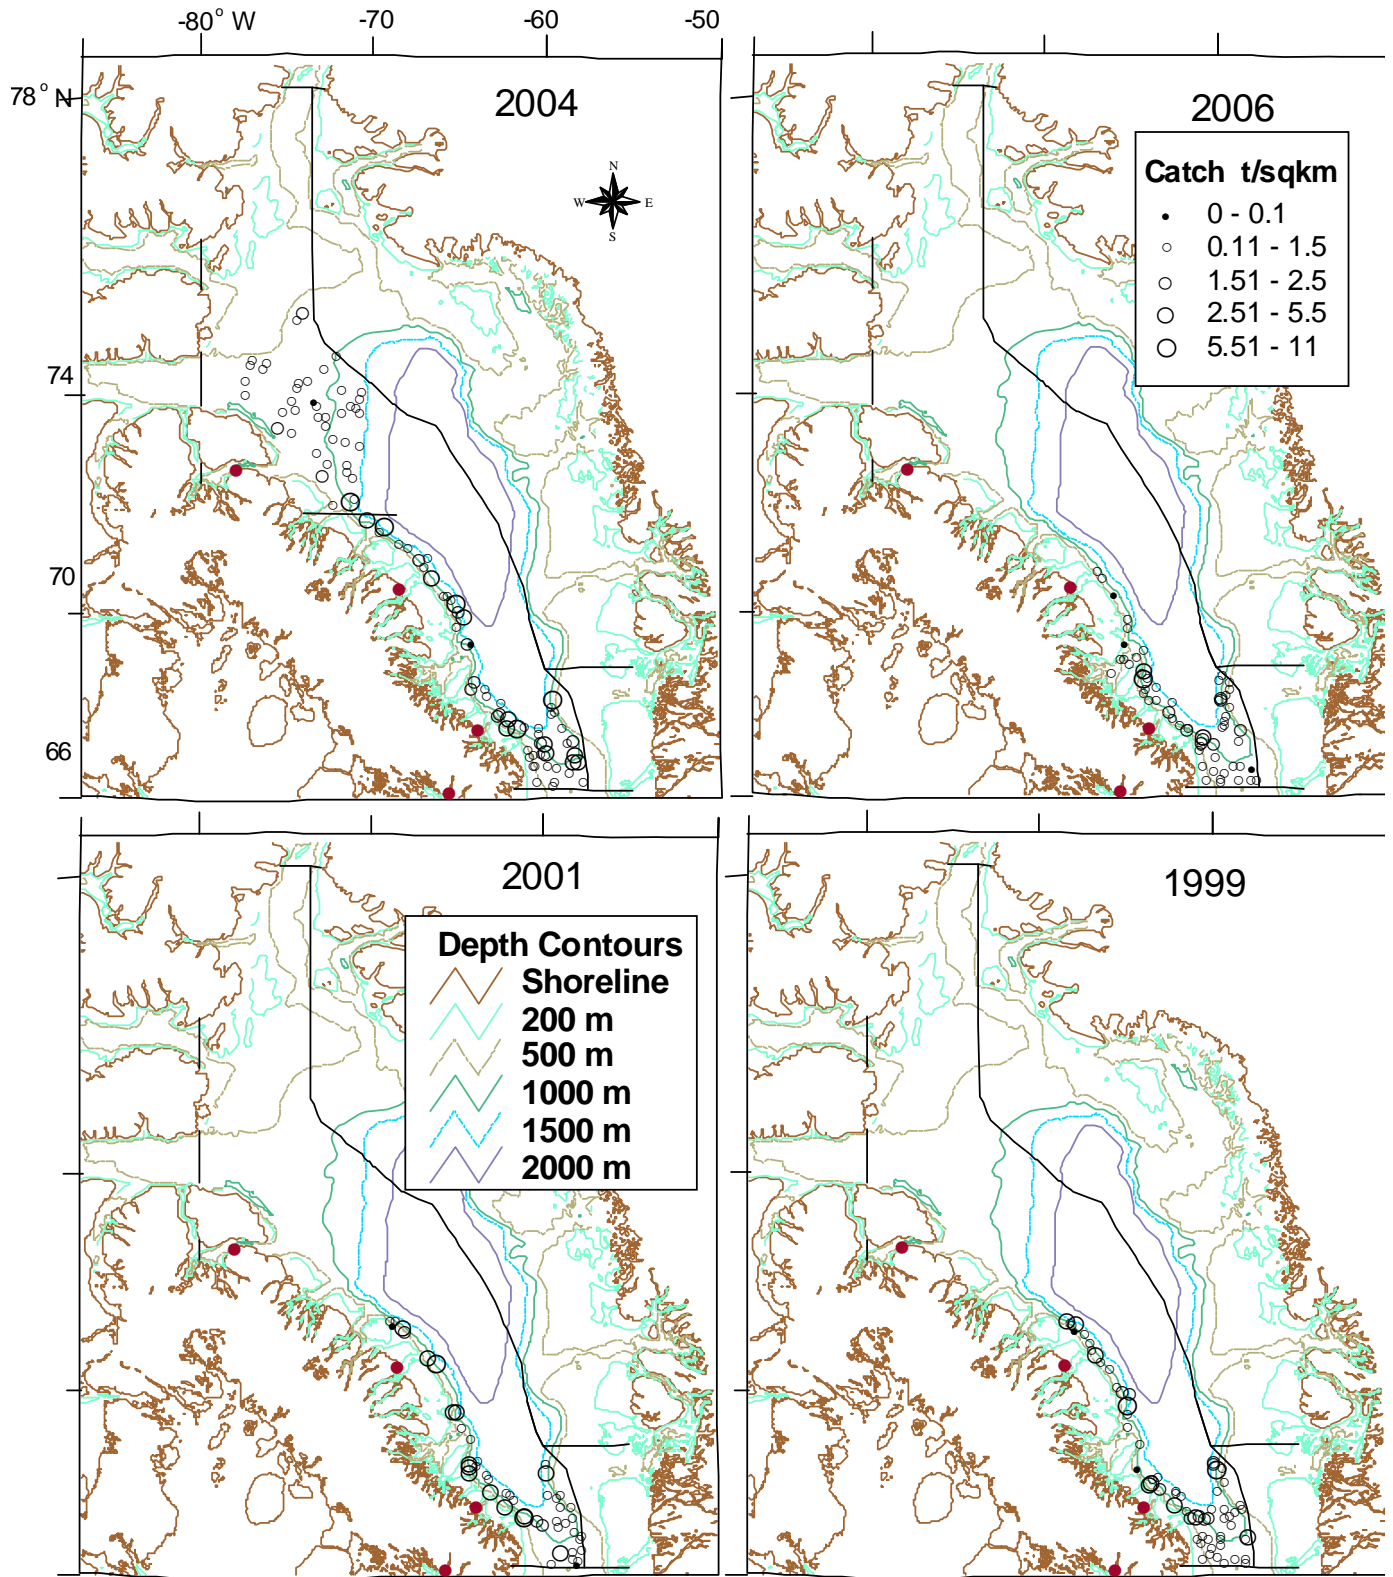 -80° W -70 -60 -50
78° N
2004
N
W E
S
74
70
66
2006
Catch t/sqkm
0 - 0.1
0.11 - 1.5
1.51 - 2.5
2.51 - 5.5
5.51 - 11
2001
Depth Contours
Shoreline
200 m
500 m
1000 m
1500 m
2000 m
1999